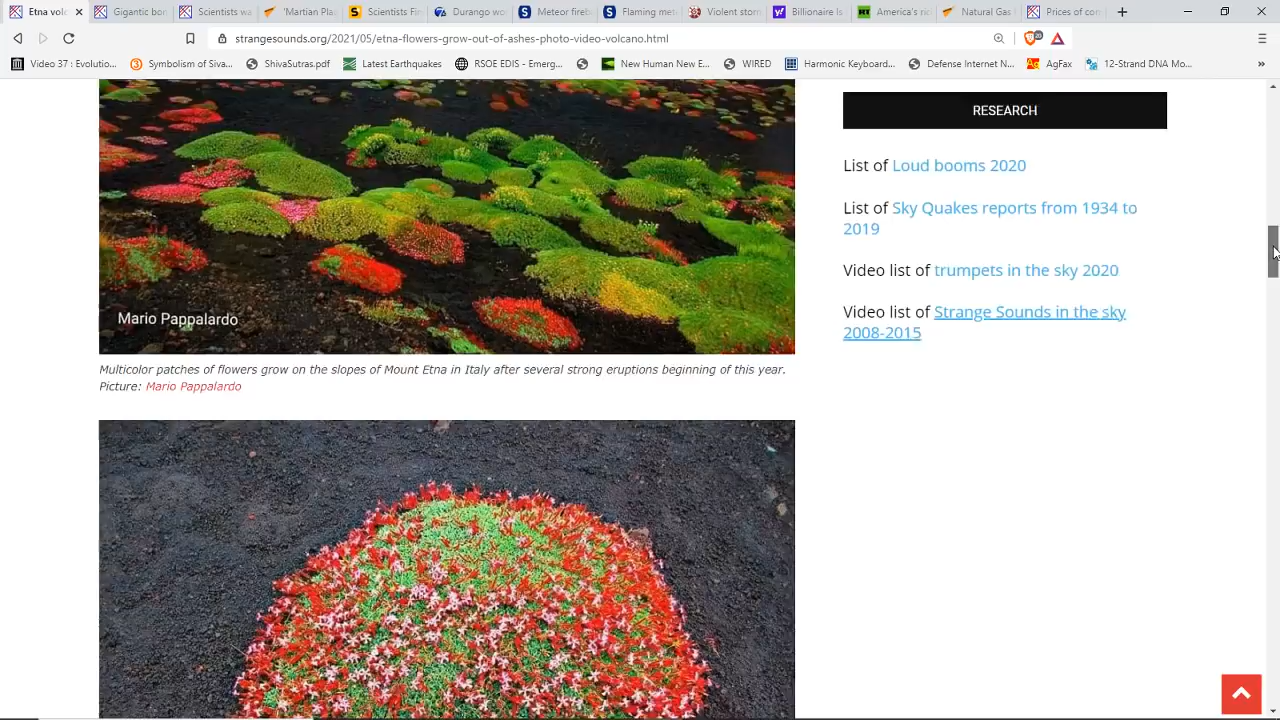 Etna volc
Gigantic bol
Scientists wa
'Martian Pla
Scientists Fin
Durango wo
Meteor fireb
Flaming mete
Violent storm
Billionaire Is
America's ric
Natural Gas
Prices of con
strangesounds.org/2021/05/etna-flowers-grow-out-of-ashes-photo-video-volcano.html
Video 37 : Evolutio...
Symbolism of Siva...
ShivaSutras.pdf
Latest Earthquakes
RSOE EDIS - Emerg...
New Human New E...
WIRED
Harmonic Keyboard...
Defense Internet N...
AgFax
12-Strand DNA Mo...
RESEARCH
List of Loud booms 2020
List of Sky Quakes reports from 1934 to
2019
Video list of trumpets in the sky 2020
Video list of Strange Sounds in the sky
2008-2015
Mario Pappalardo
Multicolor patches of flowers grow on the slopes of Mount Etna in Italy after several strong eruptions beginning of this year.
Picture: Mario Pappalardo